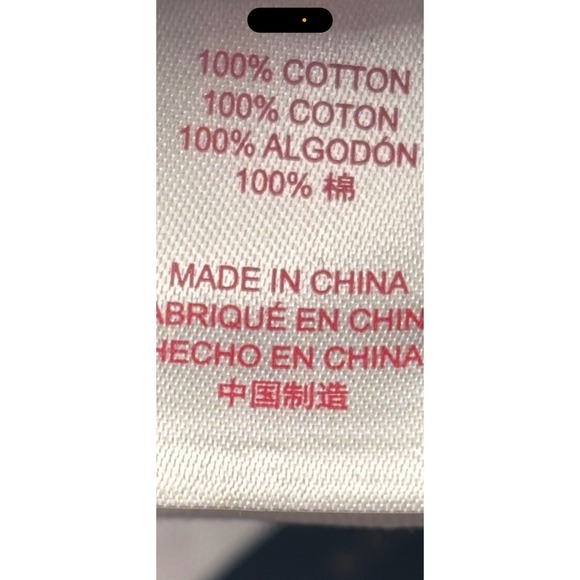 100% COTTON
100% COTON
100% ALGODÓN
100% 棉
MADE IN CHINA
ABRIQUÉ EN CHIN
HECHO EN CHINA
中国制造